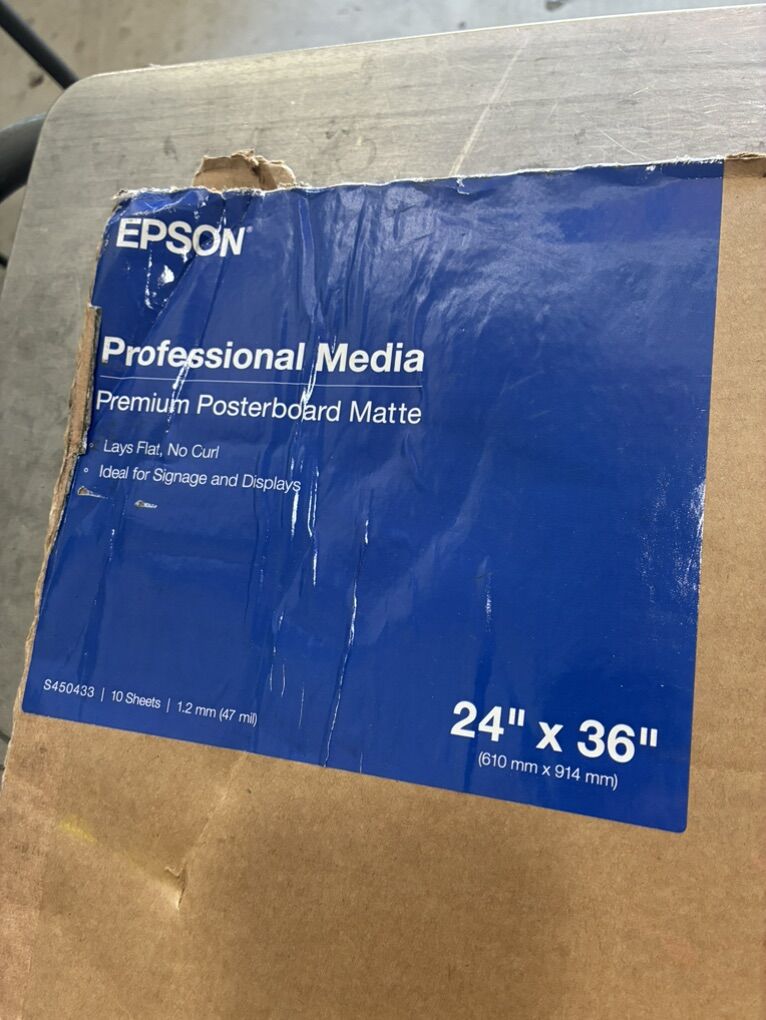 EPSON
Professional Media
Premium Posterboard Matte
◦ Lays Flat, No Curl
◦ Ideal for Signage and Displays
S450433 | 10 Sheets | 1.2 mm (47 mil)
24" x 36"
(610 mm x 914 mm)